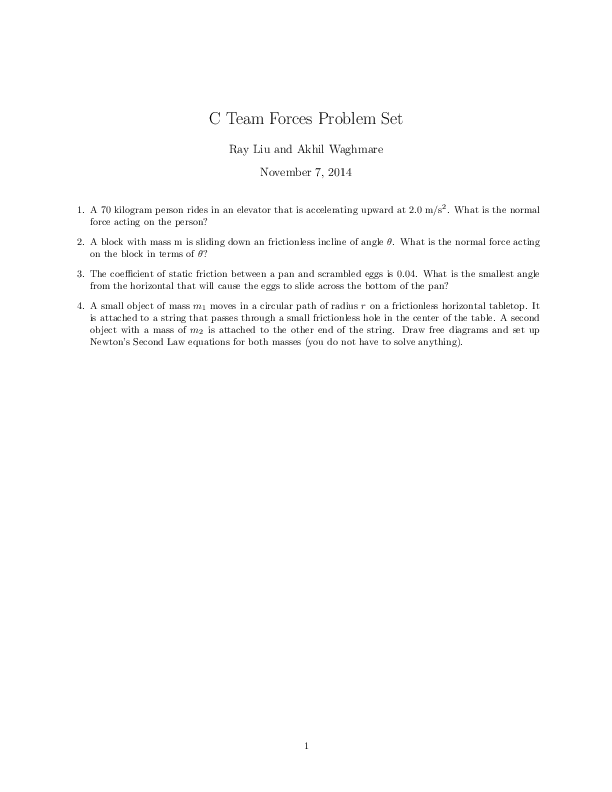 C Team Forces Problem Set
Ray Liu and Akhil Waghmare
November 7, 2014
1. A 70 kilogram person rides in an elevator that is accelerating upward at 2.0 m/s². What is the normal
force acting on the person?
2. A block with mass m is sliding down an frictionless incline of angle θ. What is the normal force acting
on the block in terms of θ?
3. The coefficient of static friction between a pan and scrambled eggs is 0.04. What is the smallest angle
from the horizontal that will cause the eggs to slide across the bottom of the pan?
4. A small object of mass m₁ moves in a circular path of radius r on a frictionless horizontal tabletop. It
is attached to a string that passes through a small frictionless hole in the center of the table. A second
object with a mass of m₂ is attached to the other end of the string. Draw free diagrams and set up
Newton's Second Law equations for both masses (you do not have to solve anything).
1